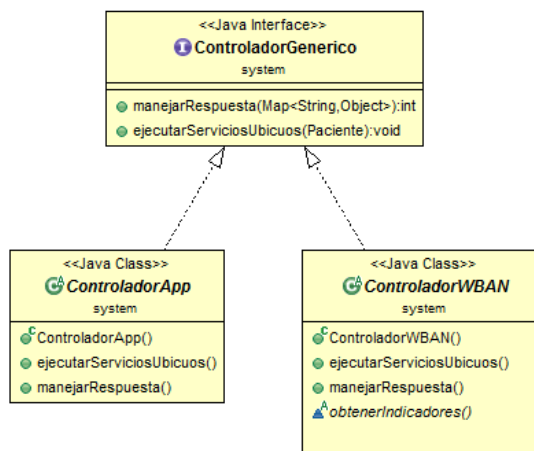 <<Java Interface>>
ControladorGenerico
system
manejarRespuesta(Map<String,Object>):int
ejecutarServiciosUbicuos(Paciente):void
<<Java Class>>
ControladorApp
system
ControladorApp()
ejecutarServiciosUbicuos()
manejarRespuesta()
<<Java Class>>
ControladorWBAN
system
ControladorWBAN()
ejecutarServiciosUbicuos()
manejarRespuesta()
obtenerIndicadores()